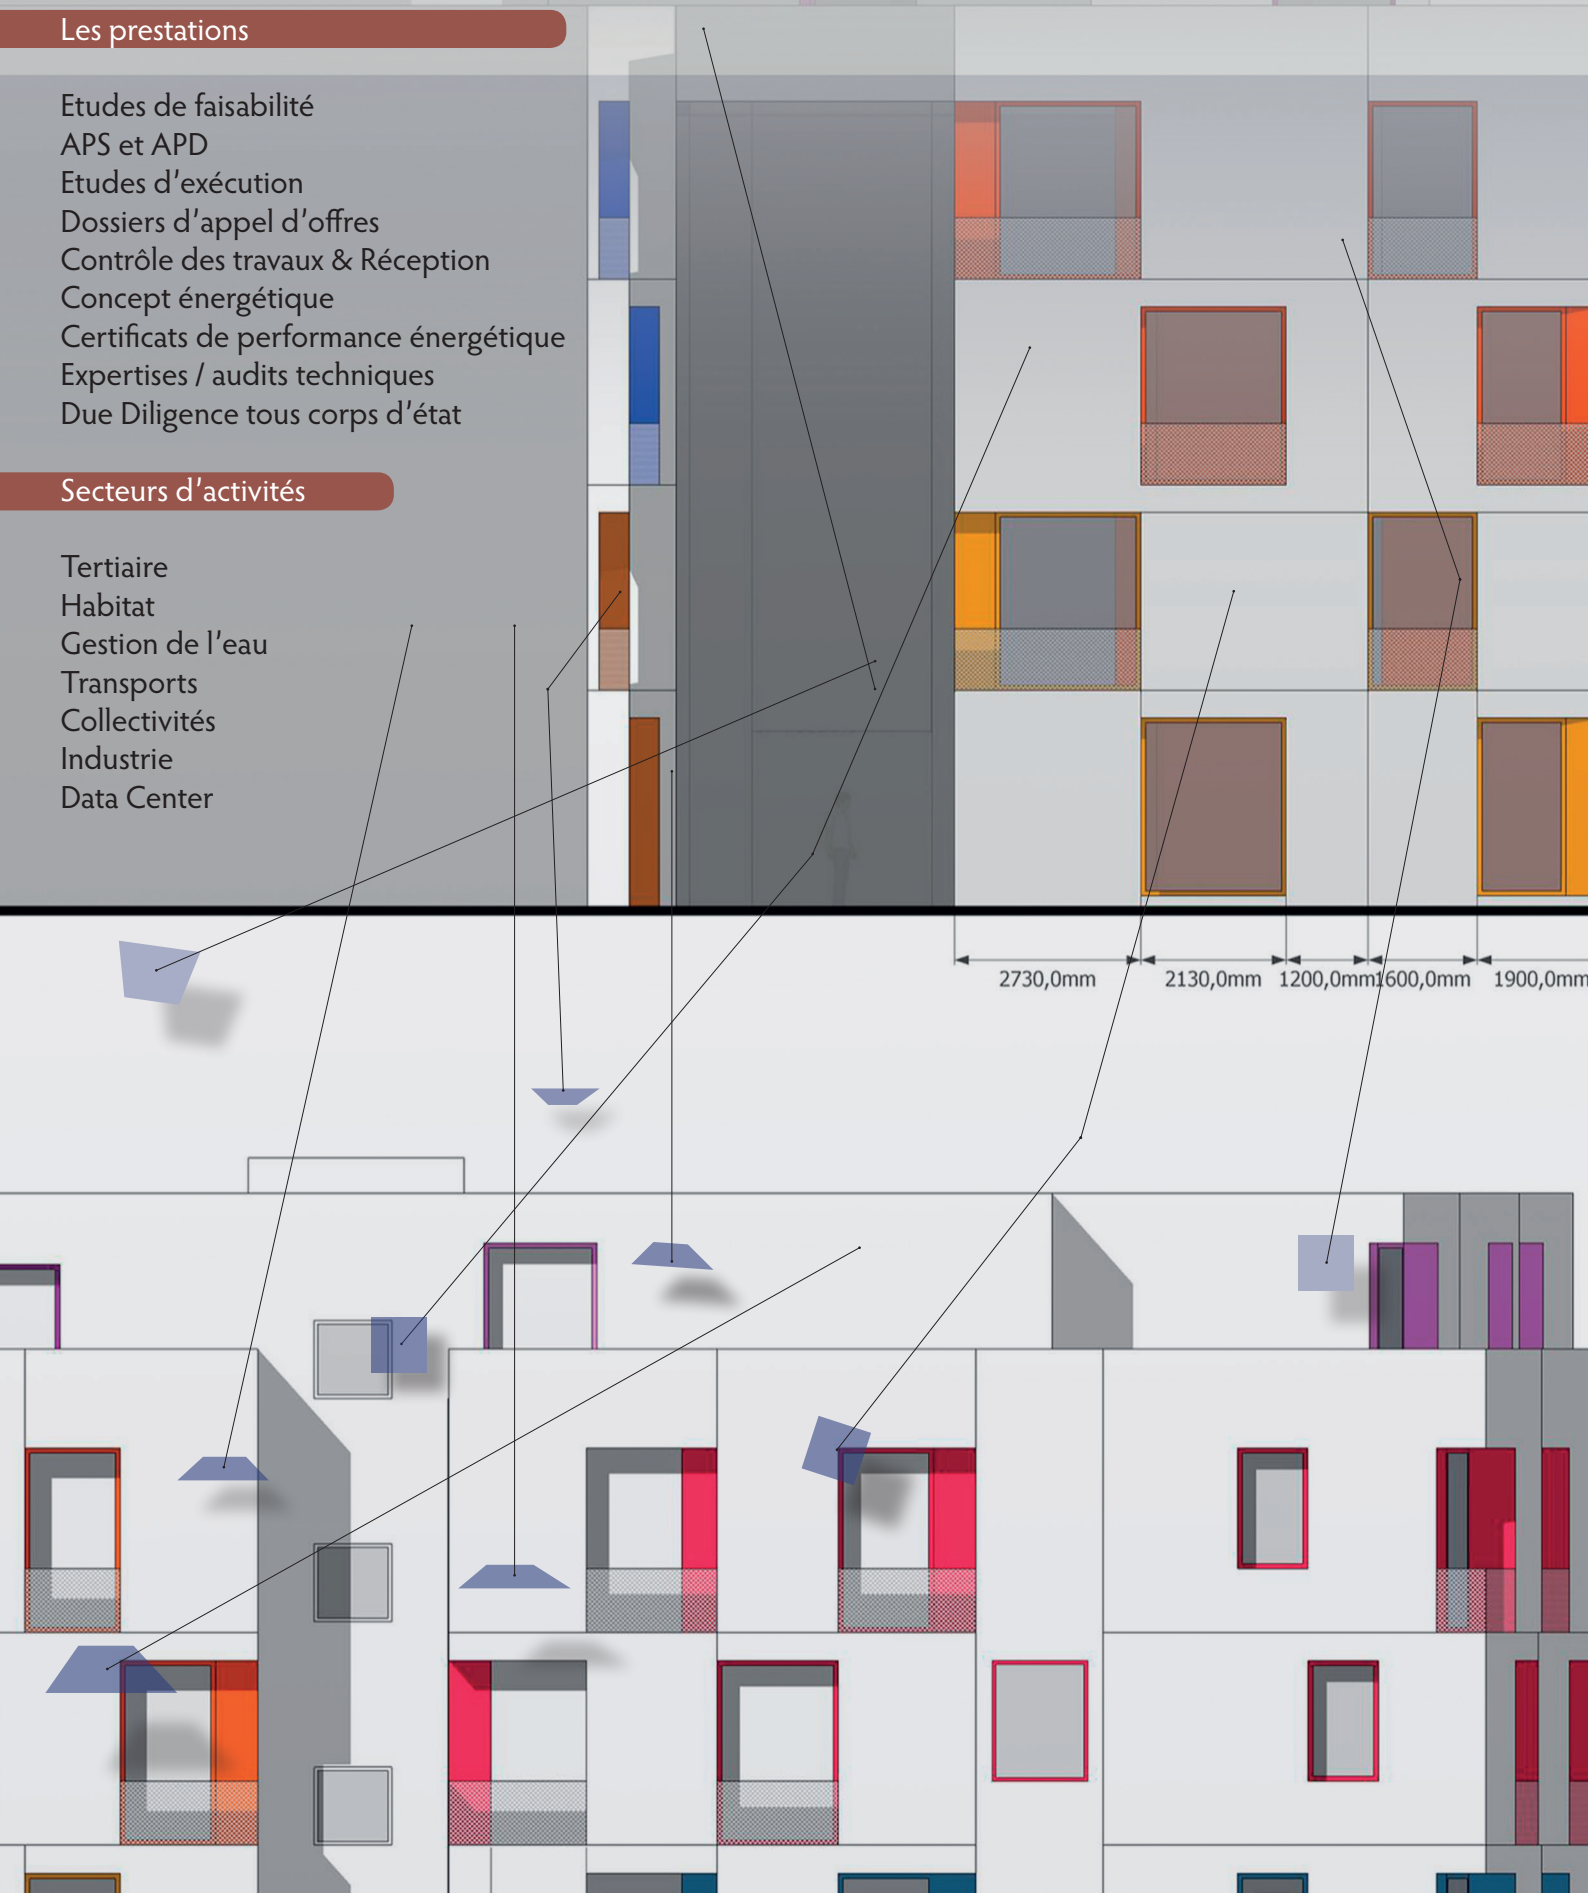 Les prestations
Etudes de faisabilité
APS et APD
Etudes d'exécution
Dossiers d'appel d'offres
Contrôle des travaux & Réception
Concept énergétique
Certificats de performance énergétique
Expertises / audits techniques
Due Diligence tous corps d'état
Secteurs d'activités
Tertiaire
Habitat
Gestion de l'eau
Transports
Collectivités
Industrie
Data Center
2730,0mm 2130,0mm 1200,0mm 1600,0mm 1900,0mm